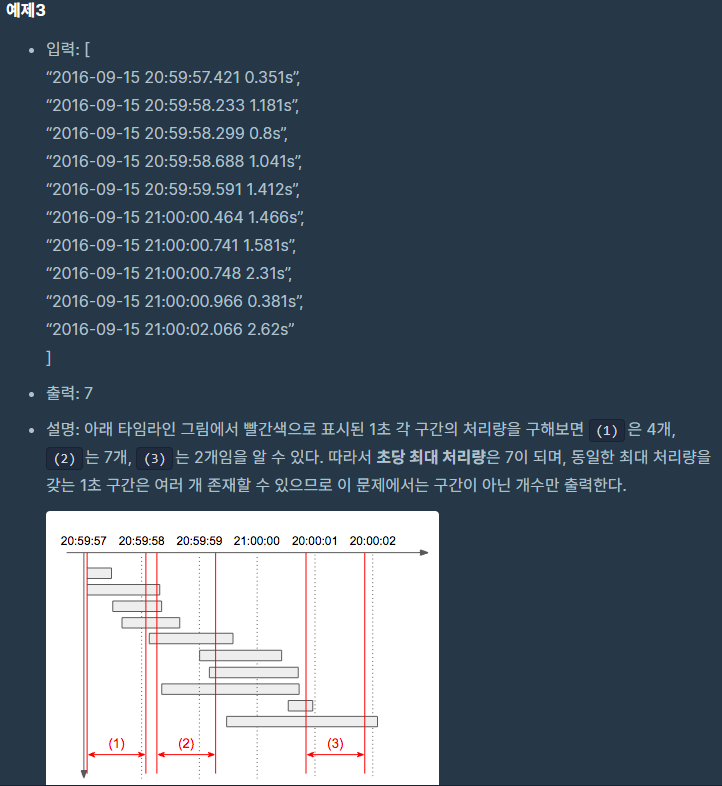 예제3
• 입력: [
“2016-09-15 20:59:57.421 0.351s”,
“2016-09-15 20:59:58.233 1.181s”,
“2016-09-15 20:59:58.299 0.8s”,
“2016-09-15 20:59:58.688 1.041s”,
“2016-09-15 20:59:59.591 1.412s”,
“2016-09-15 21:00:00.464 1.466s”,
“2016-09-15 21:00:00.741 1.581s”,
“2016-09-15 21:00:00.748 2.31s”,
“2016-09-15 21:00:00.966 0.381s”,
“2016-09-15 21:00:02.066 2.62s”
]
• 출력: 7
• 설명: 아래 타임라인 그림에서 빨간색으로 표시된 1초 각 구간의 처리량을 구해보면 (1) 은 4개,
(2) 는 7개, (3) 는 2개임을 알 수 있다. 따라서 초당 최대 처리량은 7이 되며, 동일한 최대 처리량을
갖는 1초 구간은 여러 개 존재할 수 있으므로 이 문제에서는 구간이 아닌 개수만 출력한다.
20:59:57 20:59:58 20:59:59 21:00:00 20:00:01 20:00:02
(1) (2) (3)